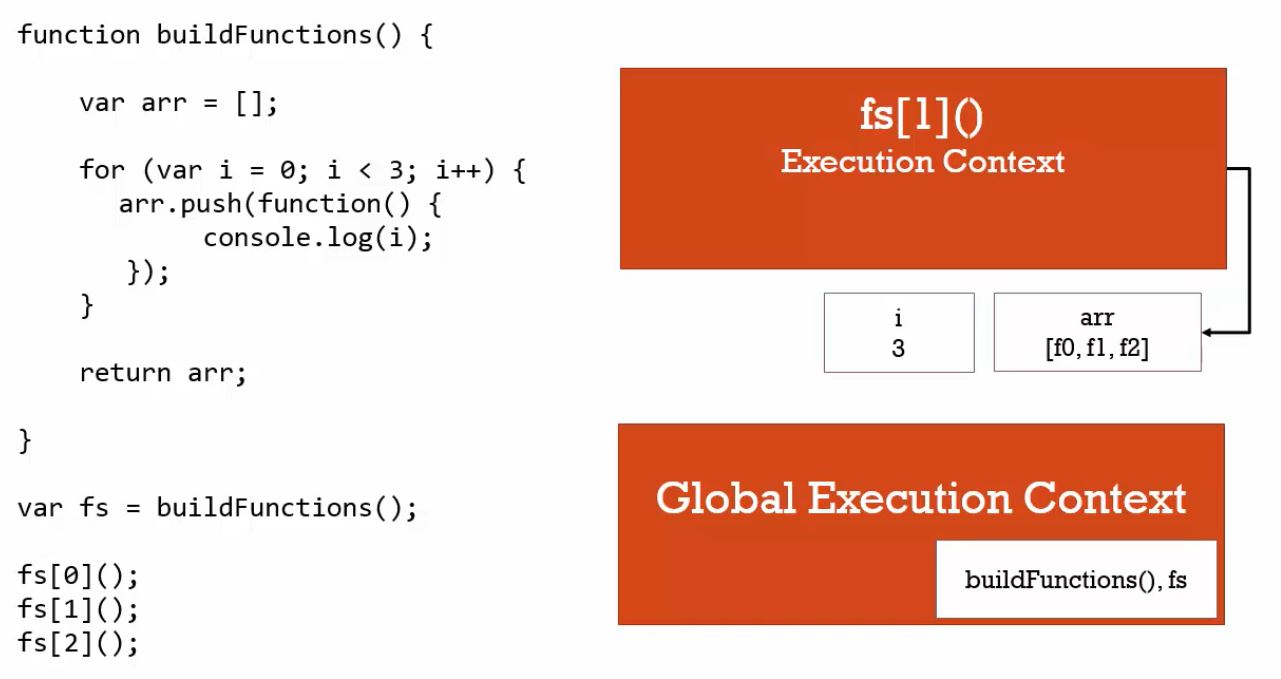 function buildFunctions() {
var arr = [];
for (var i = 0; i < 3; i++) {
arr.push(function() {
console.log(i);
});
}
return arr;
}
var fs = buildFunctions();
fs[0]();
fs[1]();
fs[2]();
fs[1]()
Execution Context
i
3
arr
[f0, f1, f2]
Global Execution Context
buildFunctions(), fs